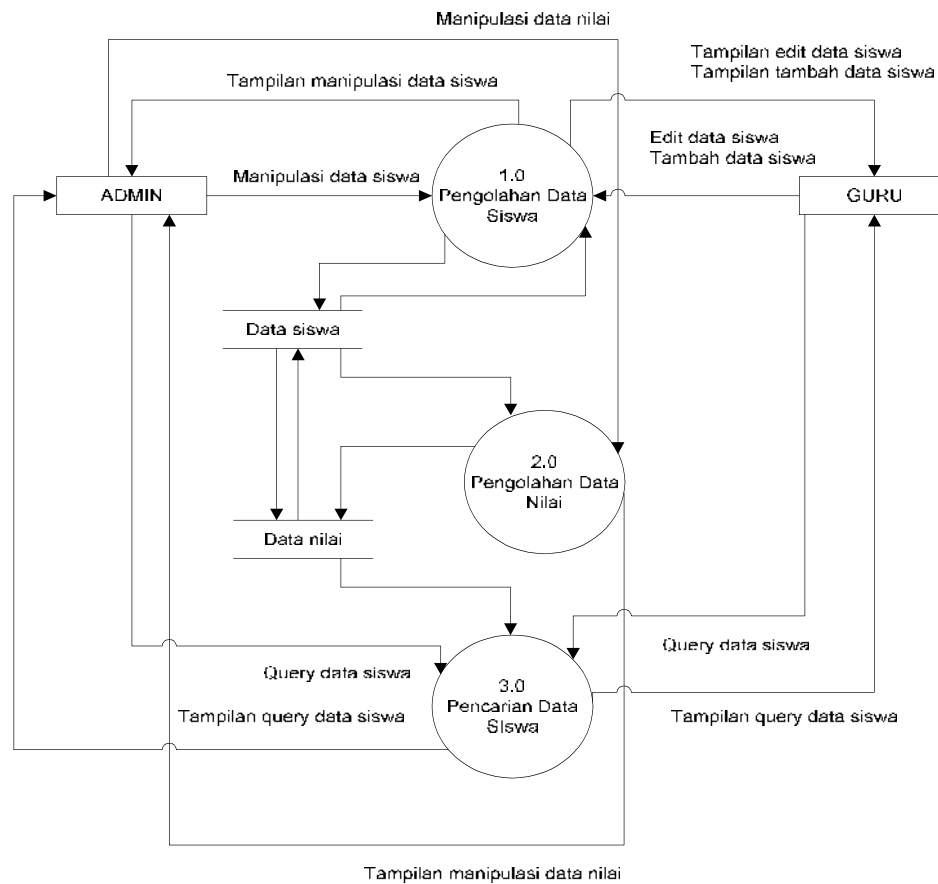 Manipulasi data nilai
Tampilan edit data siswa
Tampilan tambah data siswa
Tampilan manipulasi data siswa
Edit data siswa
Tambah data siswa
ADMIN
Manipulasi data siswa
1.0
Pengolahan Data
Siswa
GURU
Data siswa
2.0
Pengolahan Data
Nilai
Data nilai
Query data siswa
Query data siswa
3.0
Pencarian Data
SIswa
Tampilan query data siswa
Tampilan query data siswa
Tampilan manipulasi data nilai